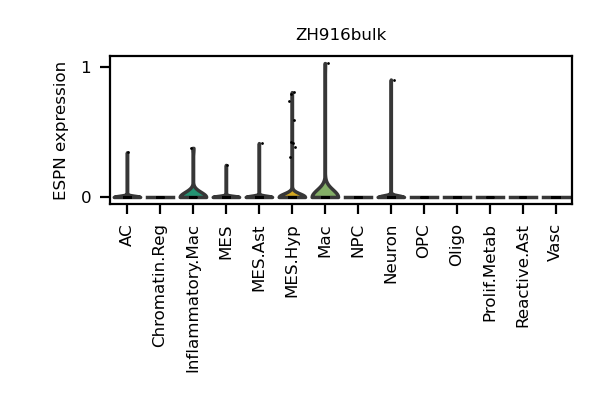 ZH916bulk
ESPN expression
1
0
AC
Chromatin.Reg
Inflammatory.Mac
MES
MES.Ast
MES.Hyp
Mac
NPC
Neuron
OPC
Oligo
Prolif.Metab
Reactive.Ast
Vasc